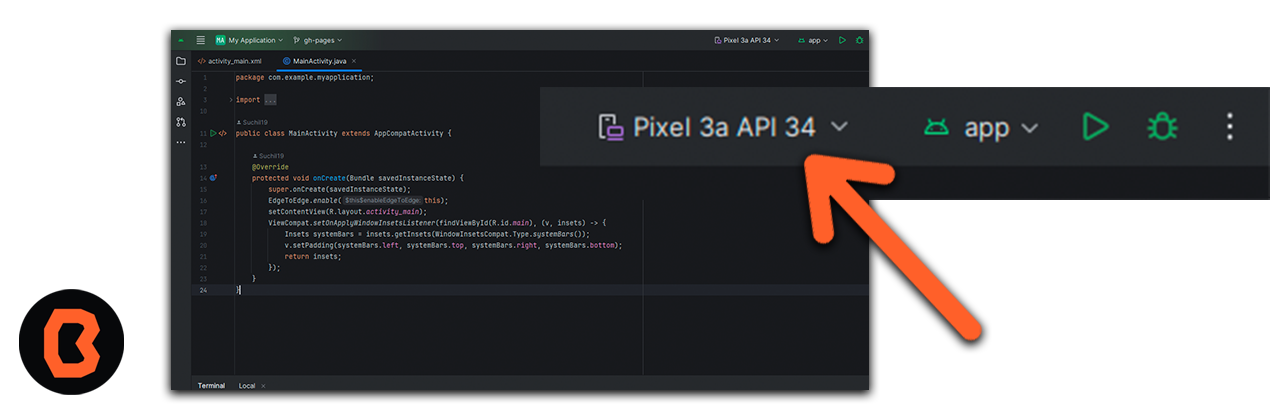 MA My Application gh-pages Pixel 3a API 34 app
activity_main.xml MainActivity.java ×
1 package com.example.myapplication;
2
3 import ...
10
Suchil19
11 public class MainActivity extends AppCompatActivity {
12
Suchil19
13 @Override
14 protected void onCreate(Bundle savedInstanceState) {
15 super.onCreate(savedInstanceState);
16 EdgeToEdge.enable( $this$enableEdgeToEdge: this);
17 setContentView(R.layout.activity_main);
18 ViewCompat.setOnApplyWindowInsetsListener(findViewById(R.id.main), (v, insets) -> {
19 Insets systemBars = insets.getInsets(WindowInsetsCompat.Type.systemBars());
20 v.setPadding(systemBars.left, systemBars.top, systemBars.right, systemBars.bottom);
21 return insets;
22 });
23 }
24 }
Terminal Local ×
Pixel 3a API 34 app